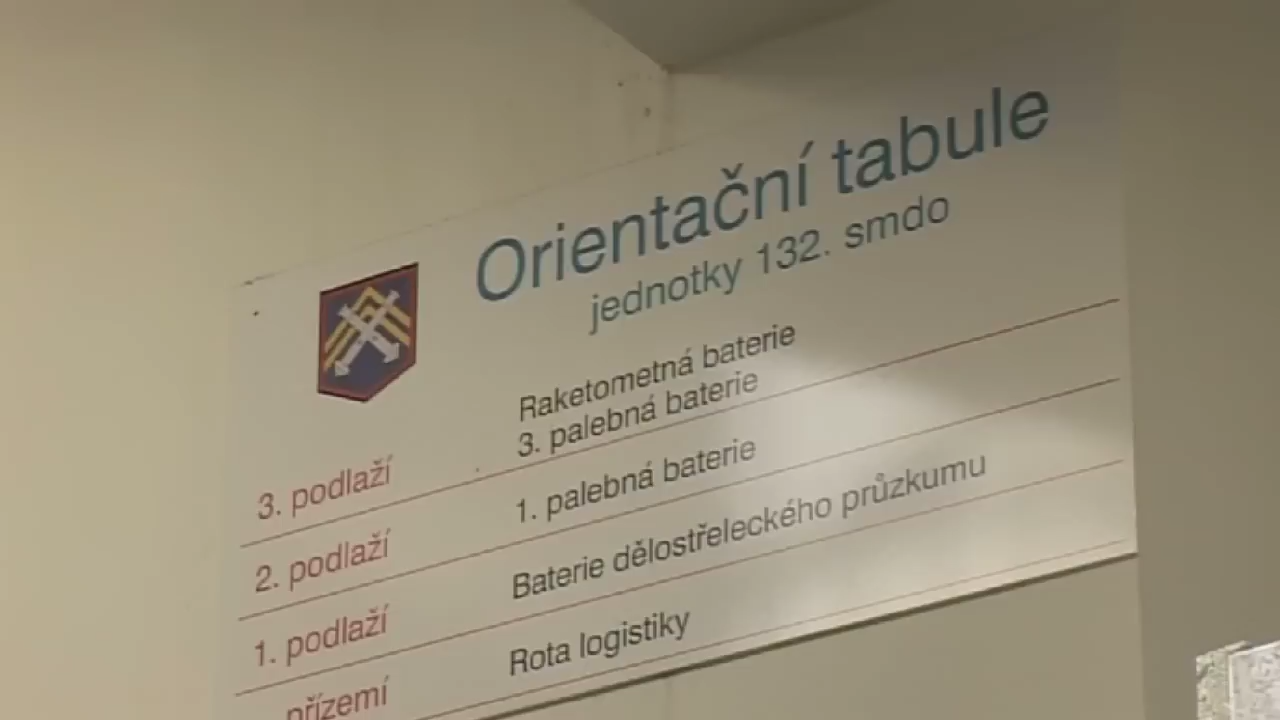 Orientační tabule
jednotky 132. smdo
Raketometná baterie
3. podlaží 3. palebná baterie
2. podlaží 1. palebná baterie
1. podlaží Baterie dělostřeleckého průzkumu
přízemí Rota logistiky